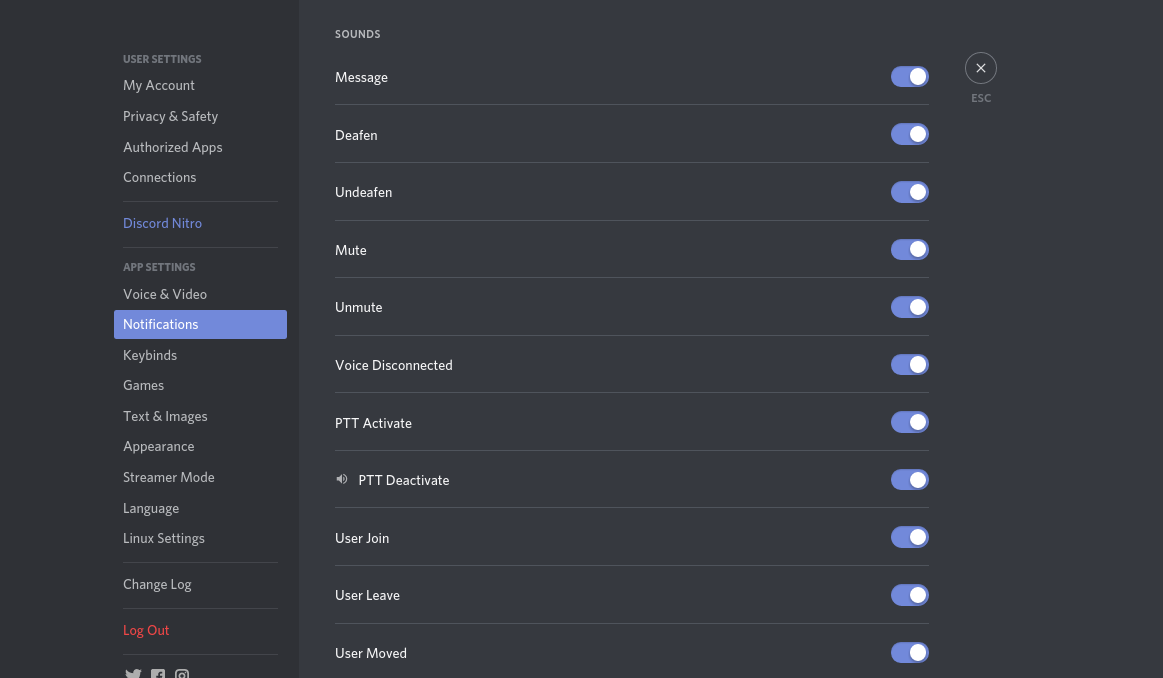 USER SETTINGS
My Account
Privacy & Safety
Authorized Apps
Connections
Discord Nitro
APP SETTINGS
Voice & Video
Notifications
Keybinds
Games
Text & Images
Appearance
Streamer Mode
Language
Linux Settings
Change Log
Log Out
SOUNDS
Message
Deafen
Undeafen
Mute
Unmute
Voice Disconnected
PTT Activate
PTT Deactivate
User Join
User Leave
User Moved
ESC